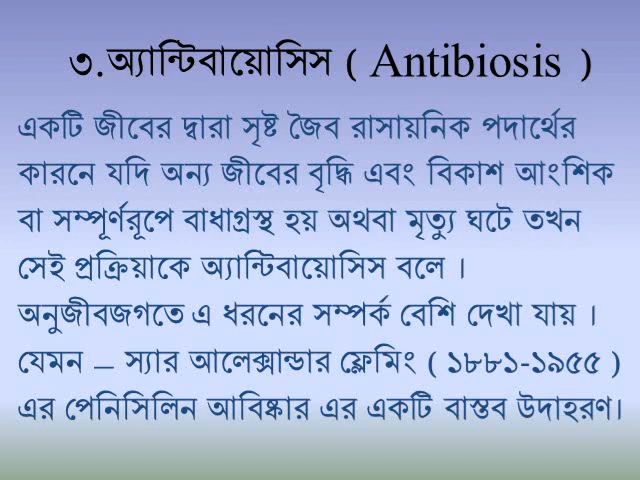 ৩.অ্যান্টিবায়োসিস ( Antibiosis )
একটি জীবের দ্বারা সৃষ্ট জৈব রাসায়নিক পদার্থের
কারনে যদি অন্য জীবের বৃদ্ধি এবং বিকাশ আংশিক
বা সম্পূর্ণরূপে বাধাগ্রস্থ হয় অথবা মৃত্যু ঘটে তখন
সেই প্রক্রিয়াকে অ্যান্টিবায়োসিস বলে ।
অনুজীবজগতে এ ধরনের সম্পর্ক বেশি দেখা যায় ।
যেমন – স্যার আলেক্সান্ডার ফ্লেমিং ( ১৮৮১-১৯৫৫ )
এর পেনিসিলিন আবিষ্কার এর একটি বাস্তব উদাহরণ।